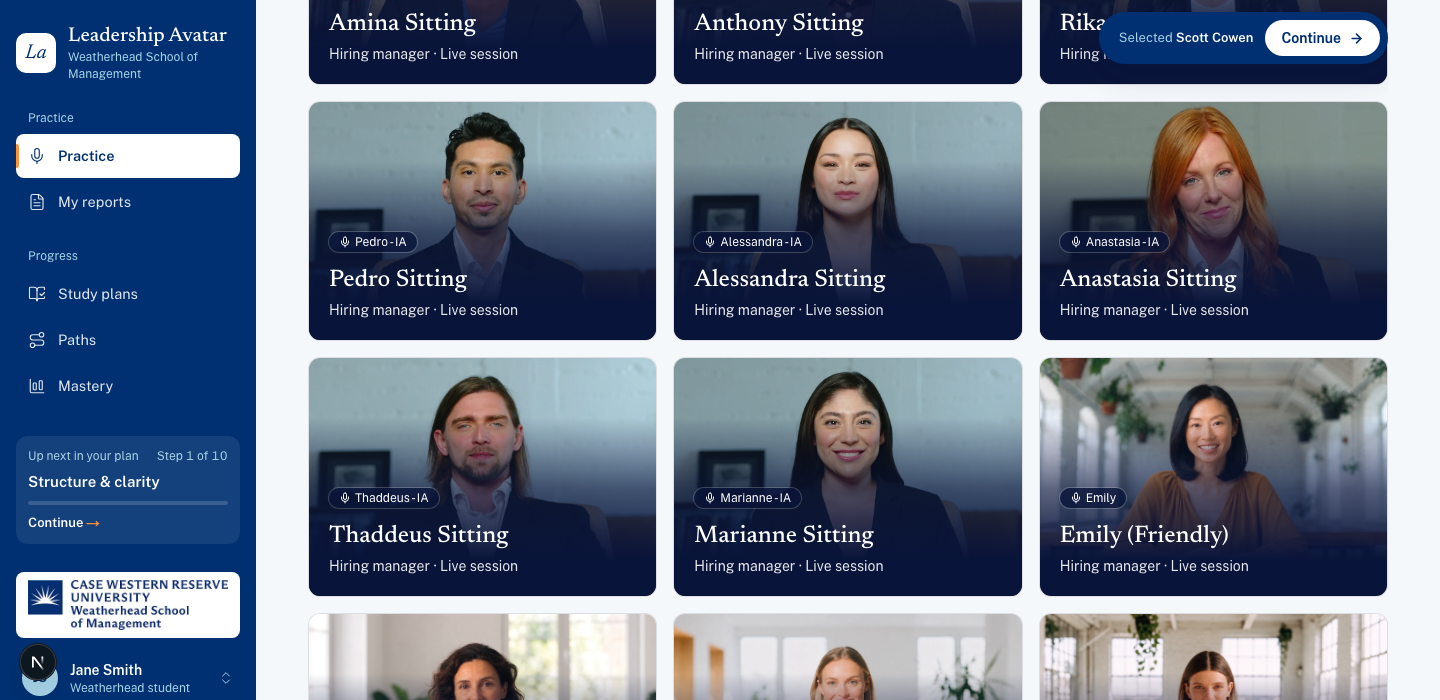 La
Leadership Avatar
Weatherhead School of
Management
Practice
Practice
My reports
Progress
Study plans
Paths
Mastery
Up next in your plan
Step 1 of 10
Structure & clarity
Continue →
CASE WESTERN RESERVE
UNIVERSITY
Weatherhead School
of Management
N
Jane Smith
Weatherhead student
Amina Sitting
Hiring manager · Live session
Anthony Sitting
Hiring manager · Live session
Rika
Hiring
Selected Scott Cowen
Continue →
Pedro-IA
Pedro Sitting
Hiring manager · Live session
Alessandra-IA
Alessandra Sitting
Hiring manager · Live session
Anastasia-IA
Anastasia Sitting
Hiring manager · Live session
Thaddeus-IA
Thaddeus Sitting
Hiring manager · Live session
Marianne-IA
Marianne Sitting
Hiring manager · Live session
Emily
Emily (Friendly)
Hiring manager · Live session